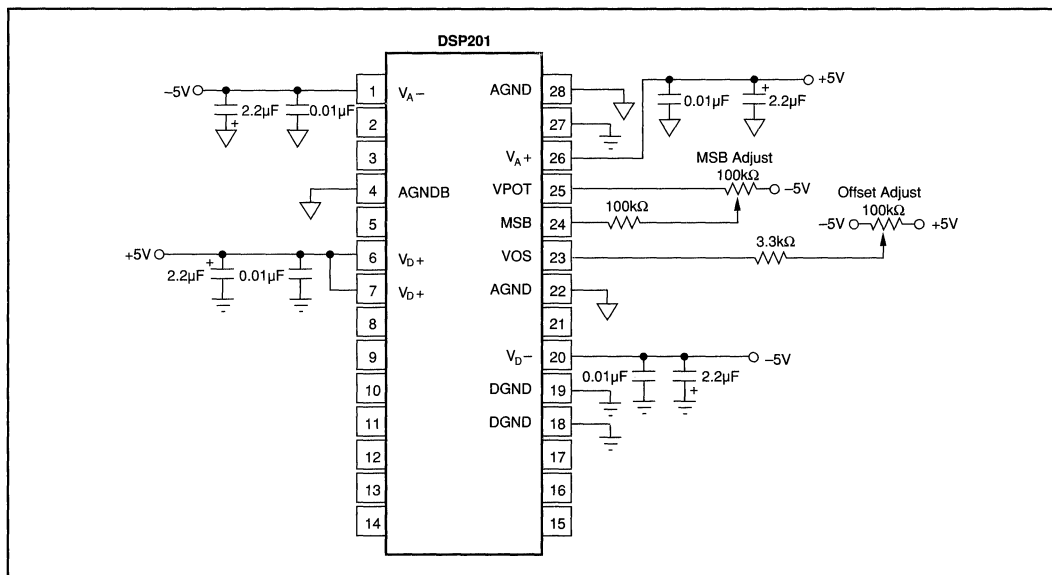 DSP201
–5V
2.2µF
+
0.01µF
1
V_A–
2
3
4
AGNDB
5
+5V
2.2µF
+
0.01µF
6
V_D+
7
V_D+
8
9
10
11
12
13
14
AGND
28
27
V_A+
26
0.01µF
+
2.2µF
+5V
MSB Adjust
100kΩ
VPOT
25
–5V
Offset Adjust
100kΩ
MSB
24
100kΩ
–5V
+5V
VOS
23
3.3kΩ
AGND
22
21
V_D–
20
–5V
0.01µF
2.2µF
+
DGND
19
DGND
18
17
16
15